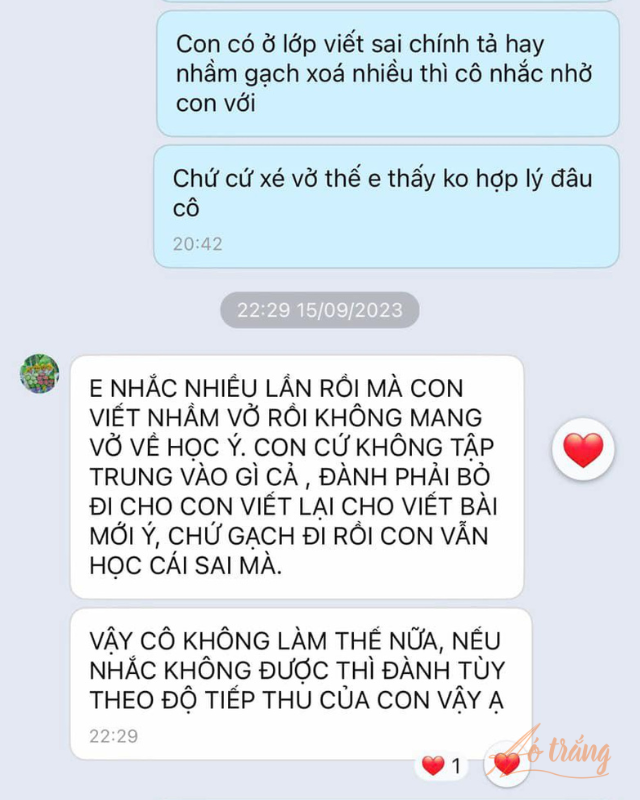 Con có ở lớp viết sai chính tả hay
nhầm gạch xoá nhiều thì cô nhắc nhở
con với
Chứ cứ xé vở thế e thấy ko hợp lý đâu
cô
20:42
22:29 15/09/2023
E NHẮC NHIỀU LẦN RỒI MÀ CON
VIẾT NHẦM VỞ RỒI KHÔNG MANG
VỞ VỀ HỌC Ý. CON CỨ KHÔNG TẬP
TRUNG VÀO GÌ CẢ , ĐÀNH PHẢI BỎ
ĐI CHO CON VIẾT LẠI CHO VIẾT BÀI
MỚI Ý, CHỨ GẠCH ĐI RỒI CON VẪN
HỌC CÁI SAI MÀ.
VẬY CÔ KHÔNG LÀM THẾ NỮA, NẾU
NHẮC KHÔNG ĐƯỢC THÌ ĐÀNH TÙY
THEO ĐỘ TIẾP THU CỦA CON VẬY Ạ
22:29
1
Áó trắng